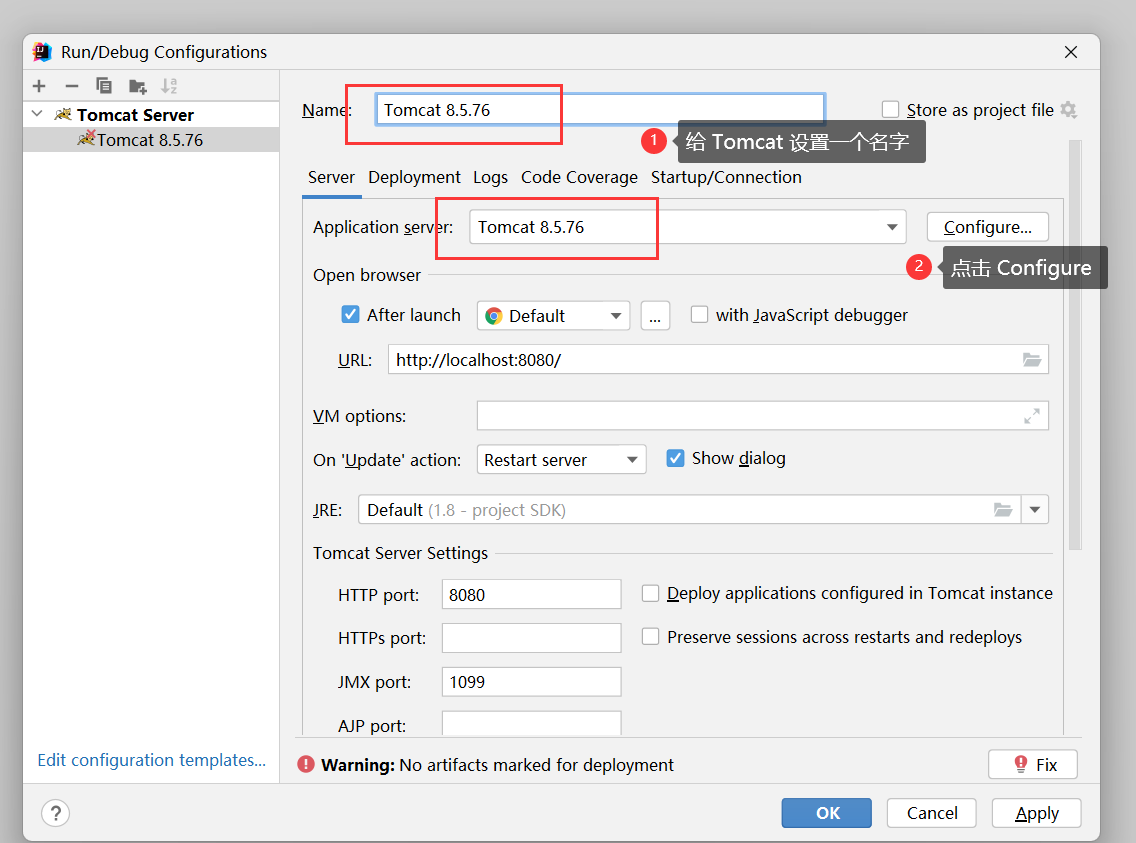 Run/Debug Configurations
Tomcat Server
Tomcat 8.5.76
Name: Tomcat 8.5.76
Store as project file
1 给 Tomcat 设置一个名字
Server Deployment Logs Code Coverage Startup/Connection
Application server: Tomcat 8.5.76 Configure...
2 点击 Configure
Open browser
After launch Default ... with JavaScript debugger
URL: http://localhost:8080/
VM options:
On 'Update' action: Restart server Show dialog
JRE: Default (1.8 - project SDK)
Tomcat Server Settings
HTTP port: 8080 Deploy applications configured in Tomcat instance
HTTPs port: Preserve sessions across restarts and redeploys
JMX port: 1099
AJP port:
Edit configuration templates...
Warning: No artifacts marked for deployment Fix
? OK Cancel Apply